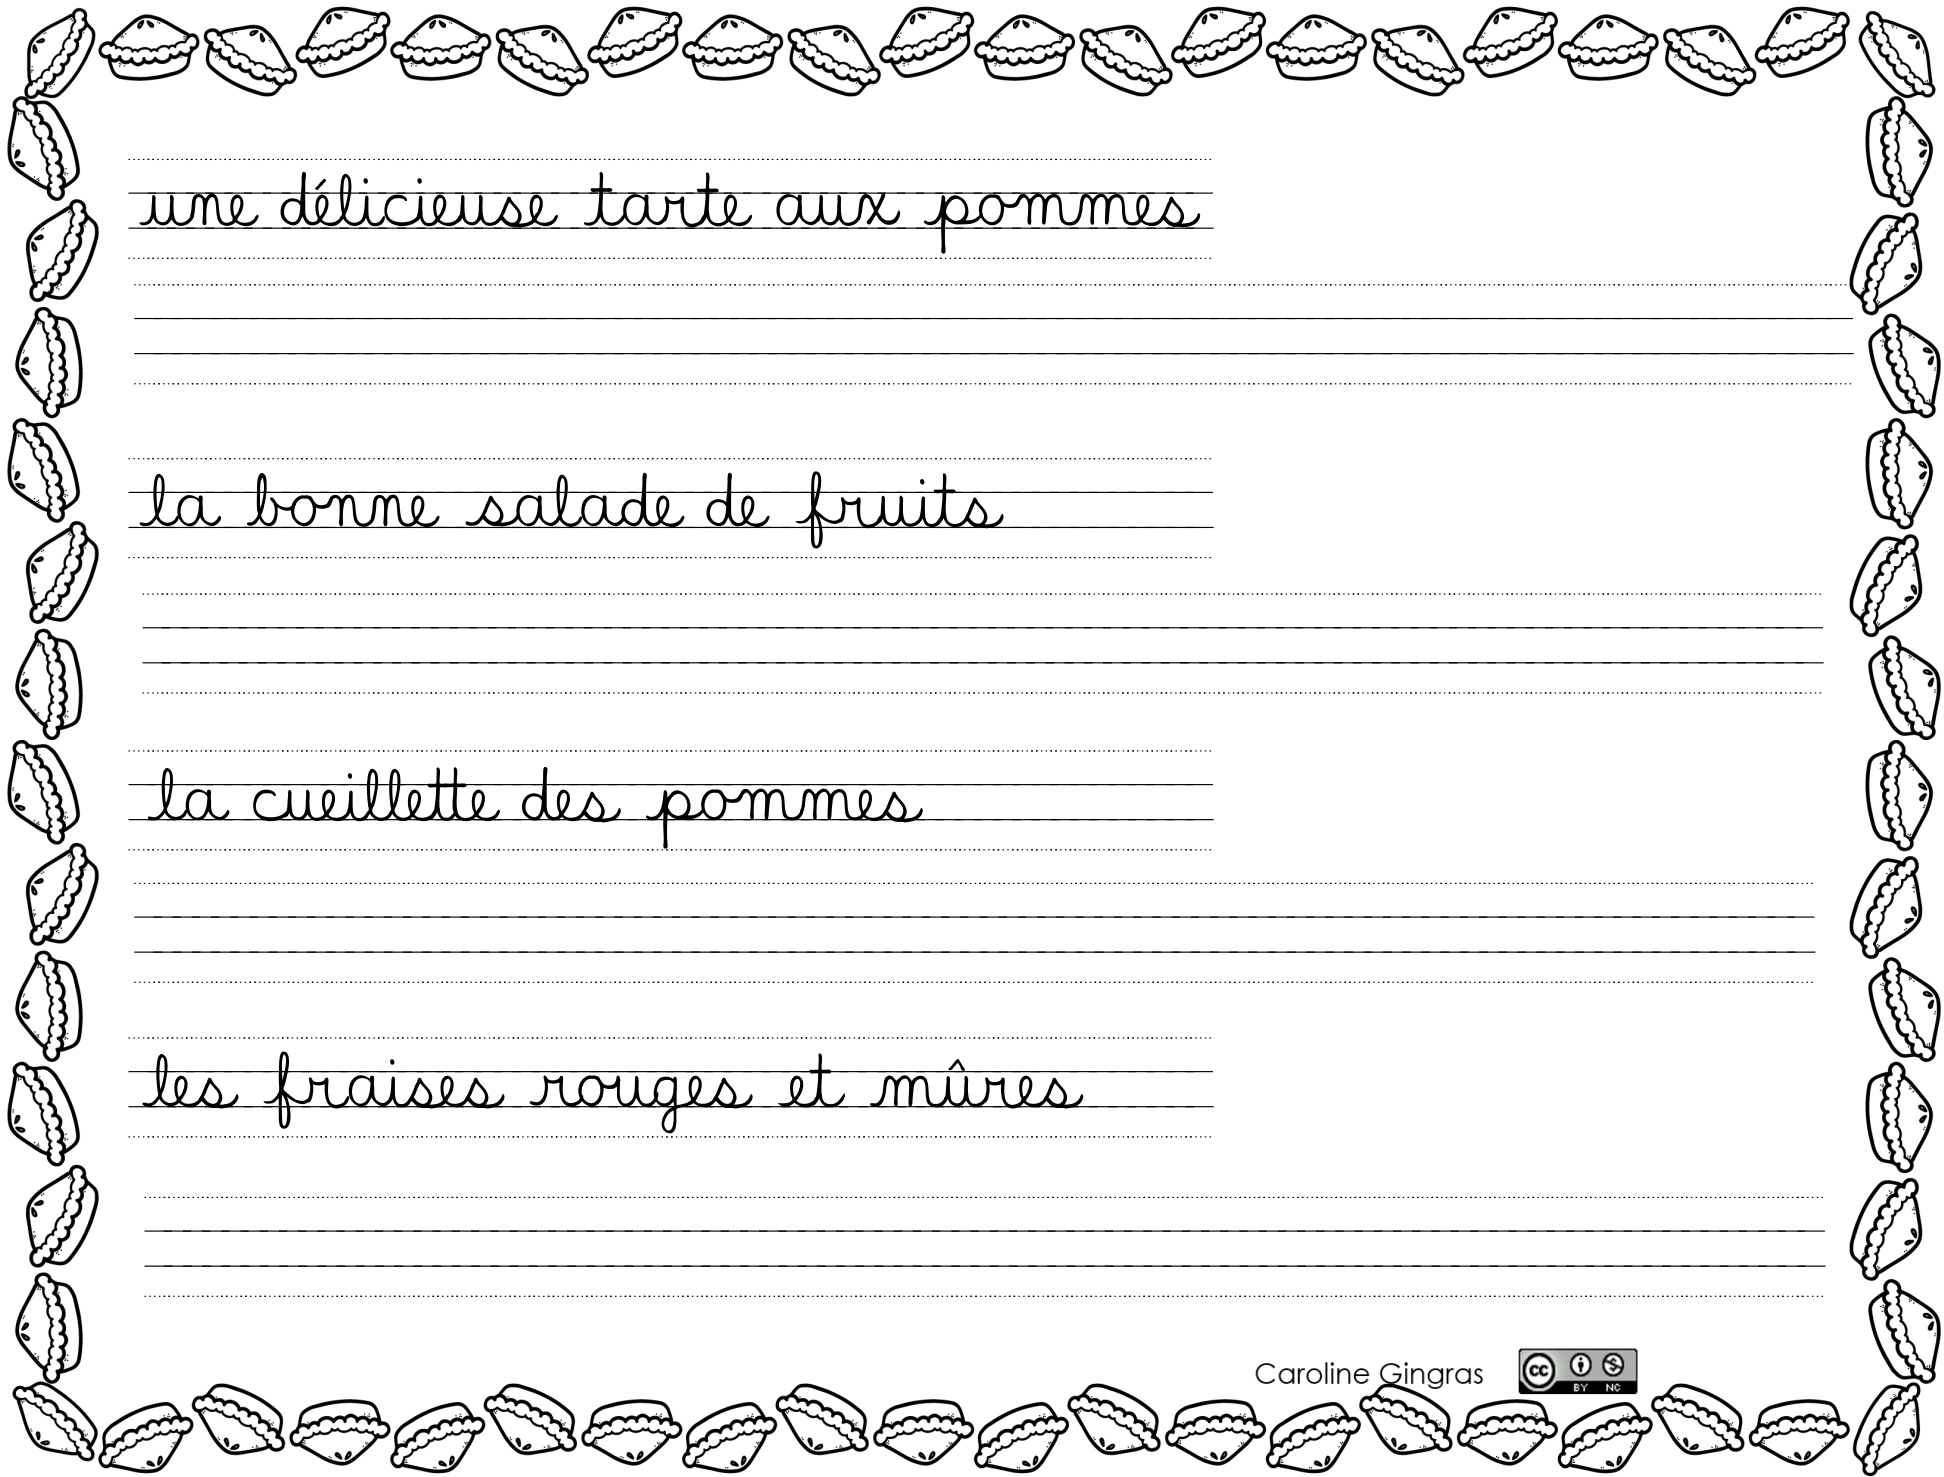 une délicieuse tarte aux pommes
la bonne salade de fruits
la cueillette des pommes
les fraises rouges et mûres
Caroline Gingras
cc BY NC